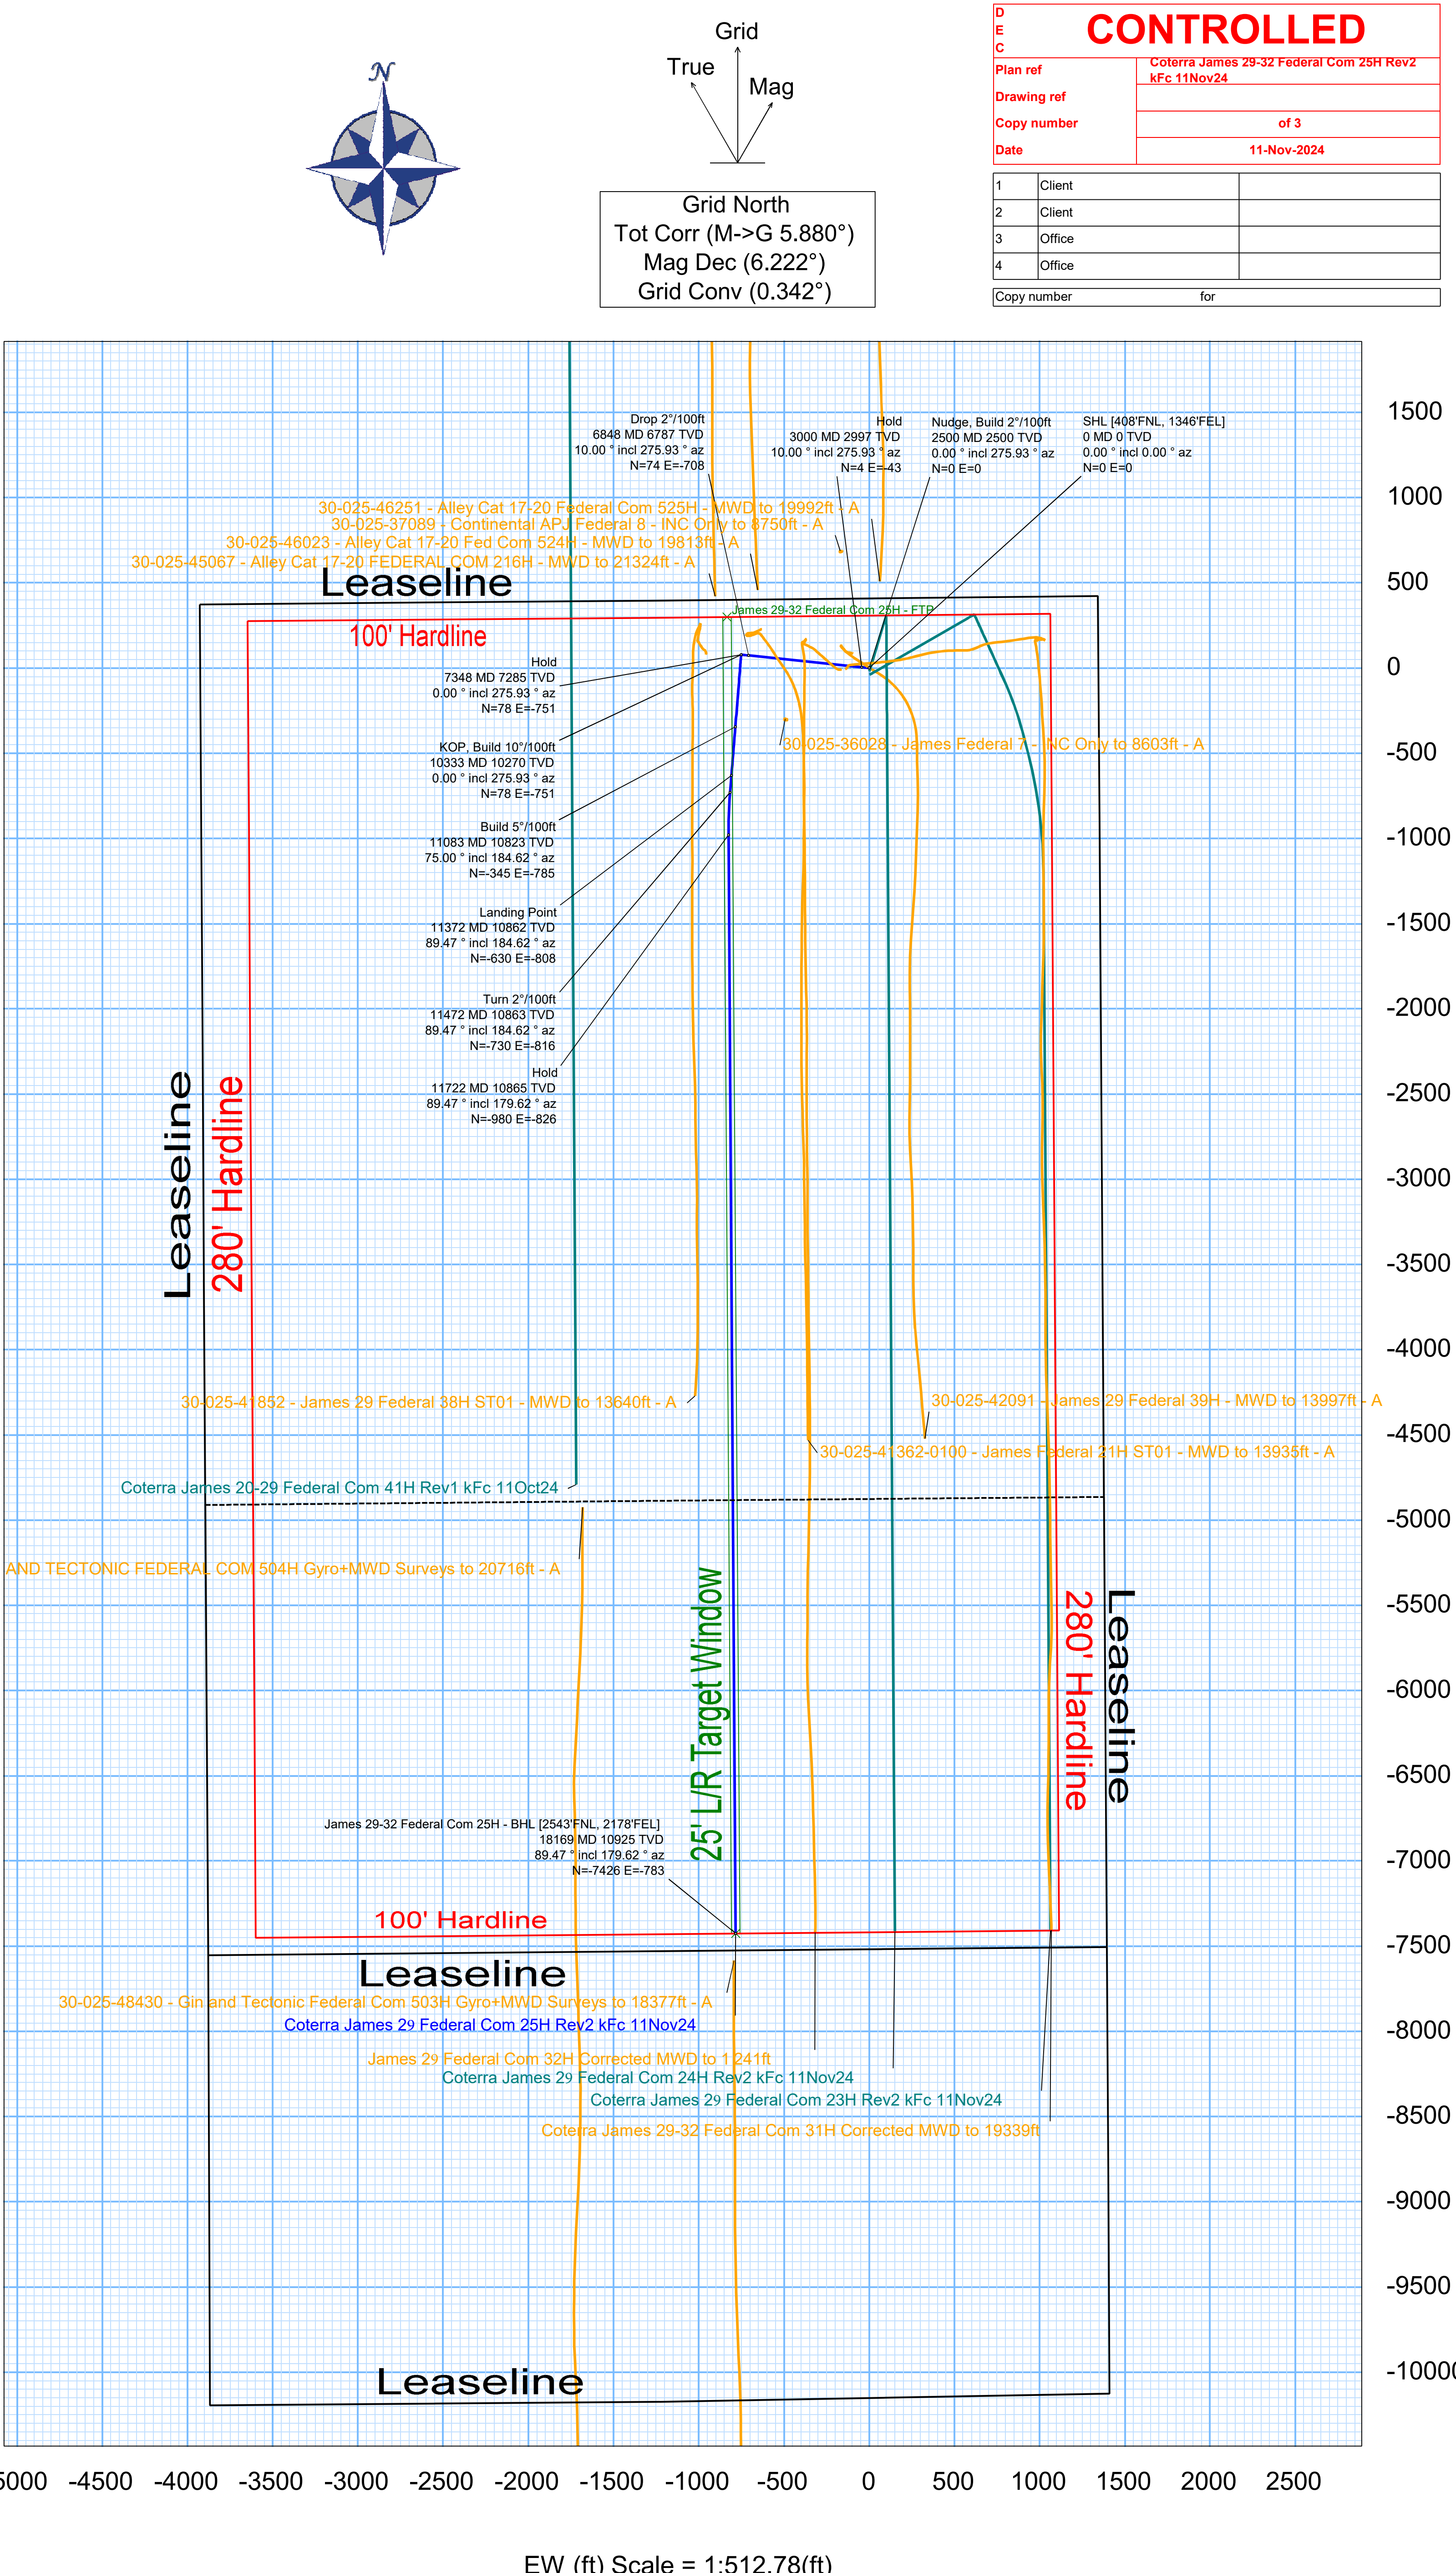 N
Grid
True
Mag
Grid North
Tot Corr (M->G 5.880°)
Mag Dec (6.222°)
Grid Conv (0.342°)
D
E
C
CONTROLLED
Plan ref
Coterra James 29-32 Federal Com 25H Rev2
kFc 11Nov24
Drawing ref
Copy number
of 3
Date
11-Nov-2024
1 Client
2 Client
3 Office
4 Office
Copy number for
Drop 2°/100ft
6848 MD 6787 TVD
10.00 ° incl 275.93 ° az
N=74 E=-708
Hold
3000 MD 2997 TVD
10.00 ° incl 275.93 ° az
N=4 E=-43
Nudge, Build 2°/100ft
2500 MD 2500 TVD
0.00 ° incl 275.93 ° az
N=0 E=0
SHL [408'FNL, 1346'FEL]
0 MD 0 TVD
0.00 ° incl 0.00 ° az
N=0 E=0
30-025-46251 - Alley Cat 17-20 Federal Com 525H - MWD to 19992ft - A
30-025-37089 - Continental APJ Federal 8 - INC Only to 8750ft - A
30-025-46023 - Alley Cat 17-20 Fed Com 524H - MWD to 19813ft - A
30-025-45067 - Alley Cat 17-20 FEDERAL COM 216H - MWD to 21324ft - A
Leaseline
James 29-32 Federal Com 25H - FTP
100' Hardline
Hold
7348 MD 7285 TVD
0.00 ° incl 275.93 ° az
N=78 E=-751
30-025-36028 - James Federal 7 - INC Only to 8603ft - A
KOP, Build 10°/100ft
10333 MD 10270 TVD
0.00 ° incl 275.93 ° az
N=78 E=-751
Build 5°/100ft
11083 MD 10823 TVD
75.00 ° incl 184.62 ° az
N=-345 E=-785
Landing Point
11372 MD 10862 TVD
89.47 ° incl 184.62 ° az
N=-630 E=-808
Turn 2°/100ft
11472 MD 10863 TVD
89.47 ° incl 184.62 ° az
N=-730 E=-816
Hold
11722 MD 10865 TVD
89.47 ° incl 179.62 ° az
N=-980 E=-826
Leaseline
280' Hardline
30-025-41852 - James 29 Federal 38H ST01 - MWD to 13640ft - A
30-025-42091 - James 29 Federal 39H - MWD to 13997ft - A
30-025-41362-0100 - James Federal 21H ST01 - MWD to 13935ft - A
Coterra James 20-29 Federal Com 41H Rev1 kFc 11Oct24
AND TECTONIC FEDERAL COM 504H Gyro+MWD Surveys to 20716ft - A
25' L/R Target Window
280' Hardline
Leaseline
James 29-32 Federal Com 25H - BHL [2543'FNL, 2178'FEL]
18169 MD 10925 TVD
89.47 ° incl 179.62 ° az
N=-7426 E=-783
100' Hardline
Leaseline
30-025-48430 - Gin and Tectonic Federal Com 503H Gyro+MWD Surveys to 18377ft - A
Coterra James 29 Federal Com 25H Rev2 kFc 11Nov24
James 29 Federal Com 32H Corrected MWD to
Coterra James 29 Federal Com 24H Rev2 kFc 11Nov24
Coterra James 29 Federal Com 23H Rev2 kFc 11Nov24
Coterra James 29-32 Federal Com 31H Corrected MWD to 19339ft
Leaseline
1500
1000
500
0
-500
-1000
-1500
-2000
-2500
-3000
-3500
-4000
-4500
-5000
-5500
-6000
-6500
-7000
-7500
-8000
-8500
-9000
-9500
-10000
5000 -4500 -4000 -3500 -3000 -2500 -2000 -1500 -1000 -500 0 500 1000 1500 2000 2500
EW (ft) Scale = 1:512.78(ft)